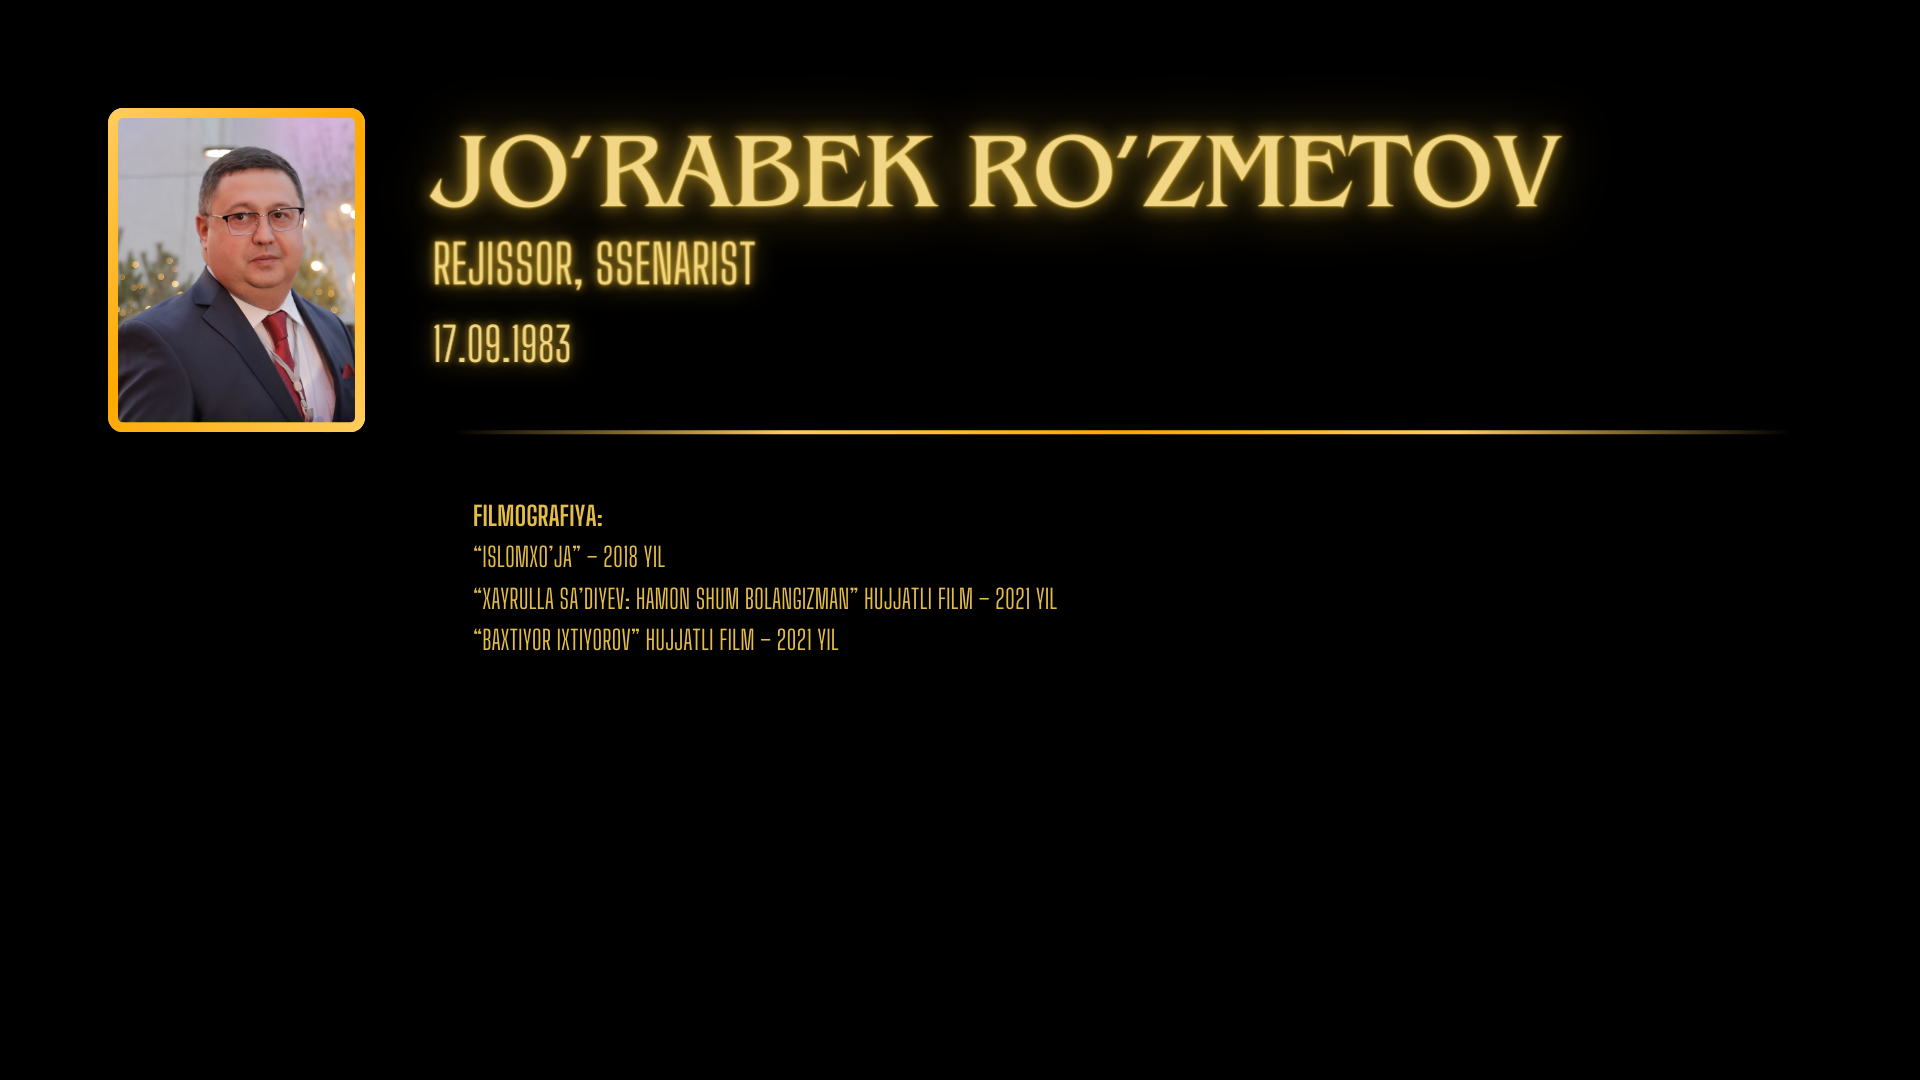 JO'RABEK RO'ZMETOV
REJISSOR, SSENARIST
17.09.1983
FILMOGRAFIYA:
“ISLOMXO’JA” – 2018 YIL
“XAYRULLA SA’DIYEV: HAMON SHUM BOLANGIZMAN” HUJJATLI FILM – 2021 YIL
“BAXTIYOR IXTIYOROV” HUJJATLI FILM – 2021 YIL